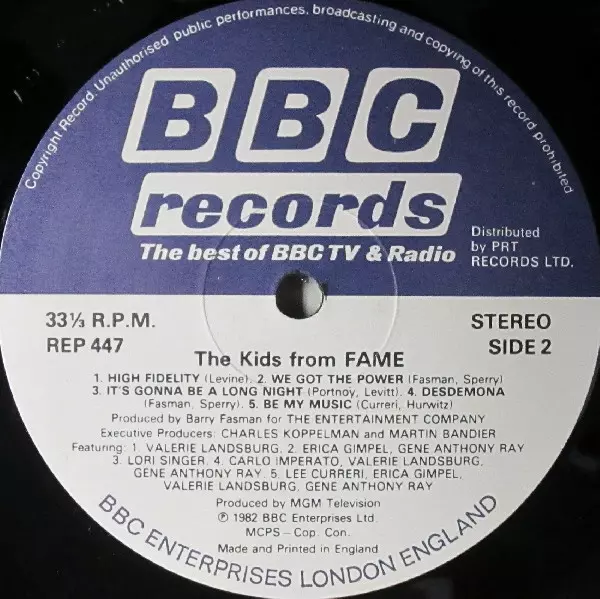 Copyright Record. Unauthorised public performances, broadcasting and copying of this record prohibited
BBC
records
The best of BBC TV & Radio
Distributed
by PRT
RECORDS LTD.
33⅓ R.P.M.
REP 447
STEREO
SIDE 2
The Kids from FAME
1. HIGH FIDELITY (Levine). 2. WE GOT THE POWER (Fasman, Sperry)
3. IT'S GONNA BE A LONG NIGHT (Portnoy, Levitt). 4. DESDEMONA
(Fasman, Sperry). 5. BE MY MUSIC (Curreri, Hurwitz)
Produced by Barry Fasman for THE ENTERTAINMENT COMPANY
Executive Producers: CHARLES KOPPELMAN and MARTIN BANDIER
Featuring: 1. VALERIE LANDSBURG. 2. ERICA GIMPEL, GENE ANTHONY RAY
3. LORI SINGER. 4. CARLO IMPERATO, VALERIE LANDSBURG,
GENE ANTHONY RAY. 5. LEE CURRERI, ERICA GIMPEL,
VALERIE LANDSBURG, GENE ANTHONY RAY
Produced by MGM Television
℗ 1982 BBC Enterprises Ltd.
MCPS – Cop. Con.
Made and Printed in England
BBC ENTERPRISES LONDON ENGLAND